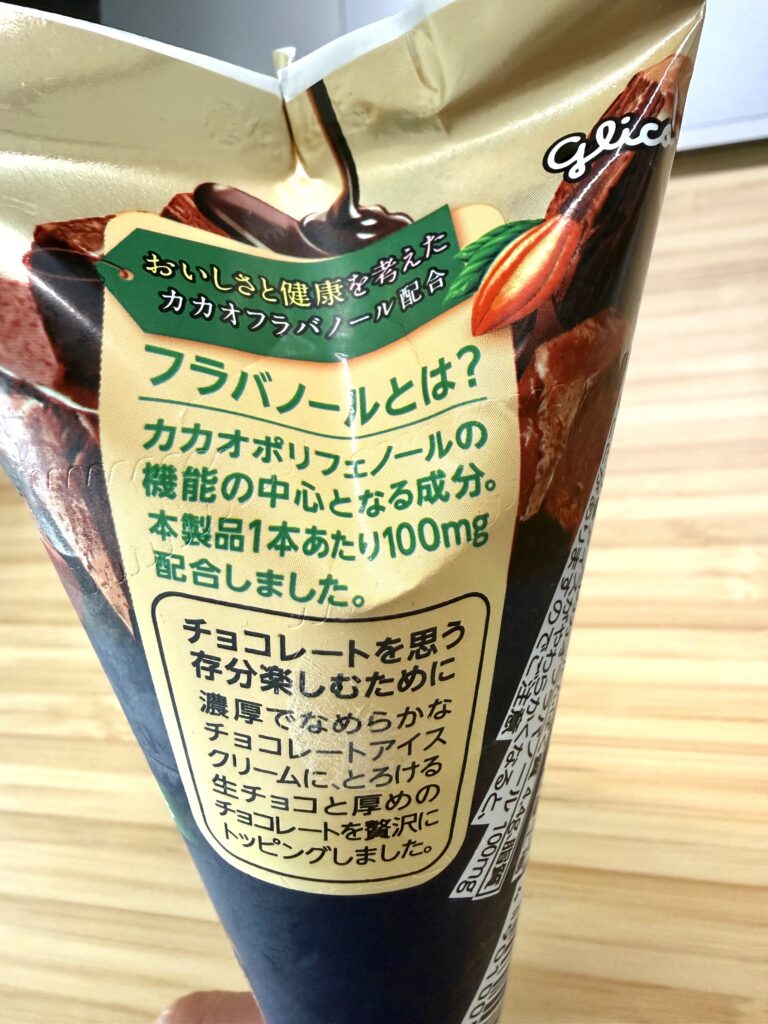 glico
おいしさと健康を考えた
カカオフラバノール配合
フラバノールとは?
カカオポリフェノールの
機能の中心となる成分。
本製品1本あたり100mg
配合しました。
チョコレートを思う
存分楽しむために
濃厚でなめらかな
チョコレートアイス
クリームに、とろける
生チョコと厚めの
チョコレートを贅沢に
トッピングしました。
100mg